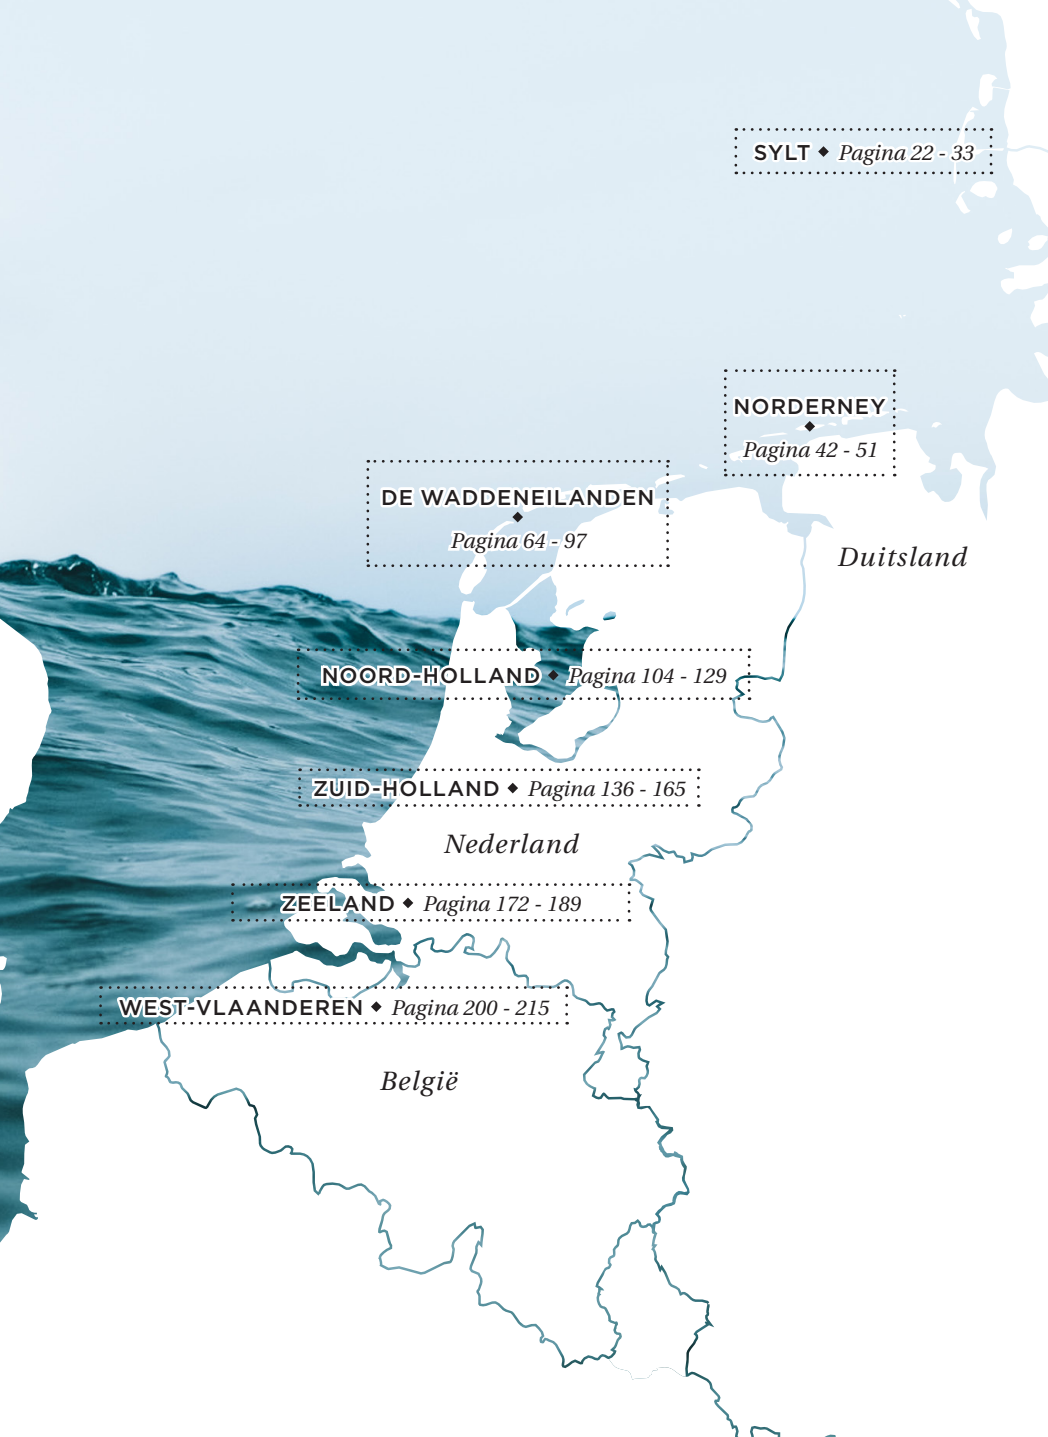 SYLT ◆ Pagina 22 - 33
NORDERNEY
◆
Pagina 42 - 51
DE WADDENEILANDEN
◆
Pagina 64 - 97
Duitsland
NOORD-HOLLAND ◆ Pagina 104 - 129
ZUID-HOLLAND ◆ Pagina 136 - 165
Nederland
ZEELAND ◆ Pagina 172 - 189
WEST-VLAANDEREN ◆ Pagina 200 - 215
België